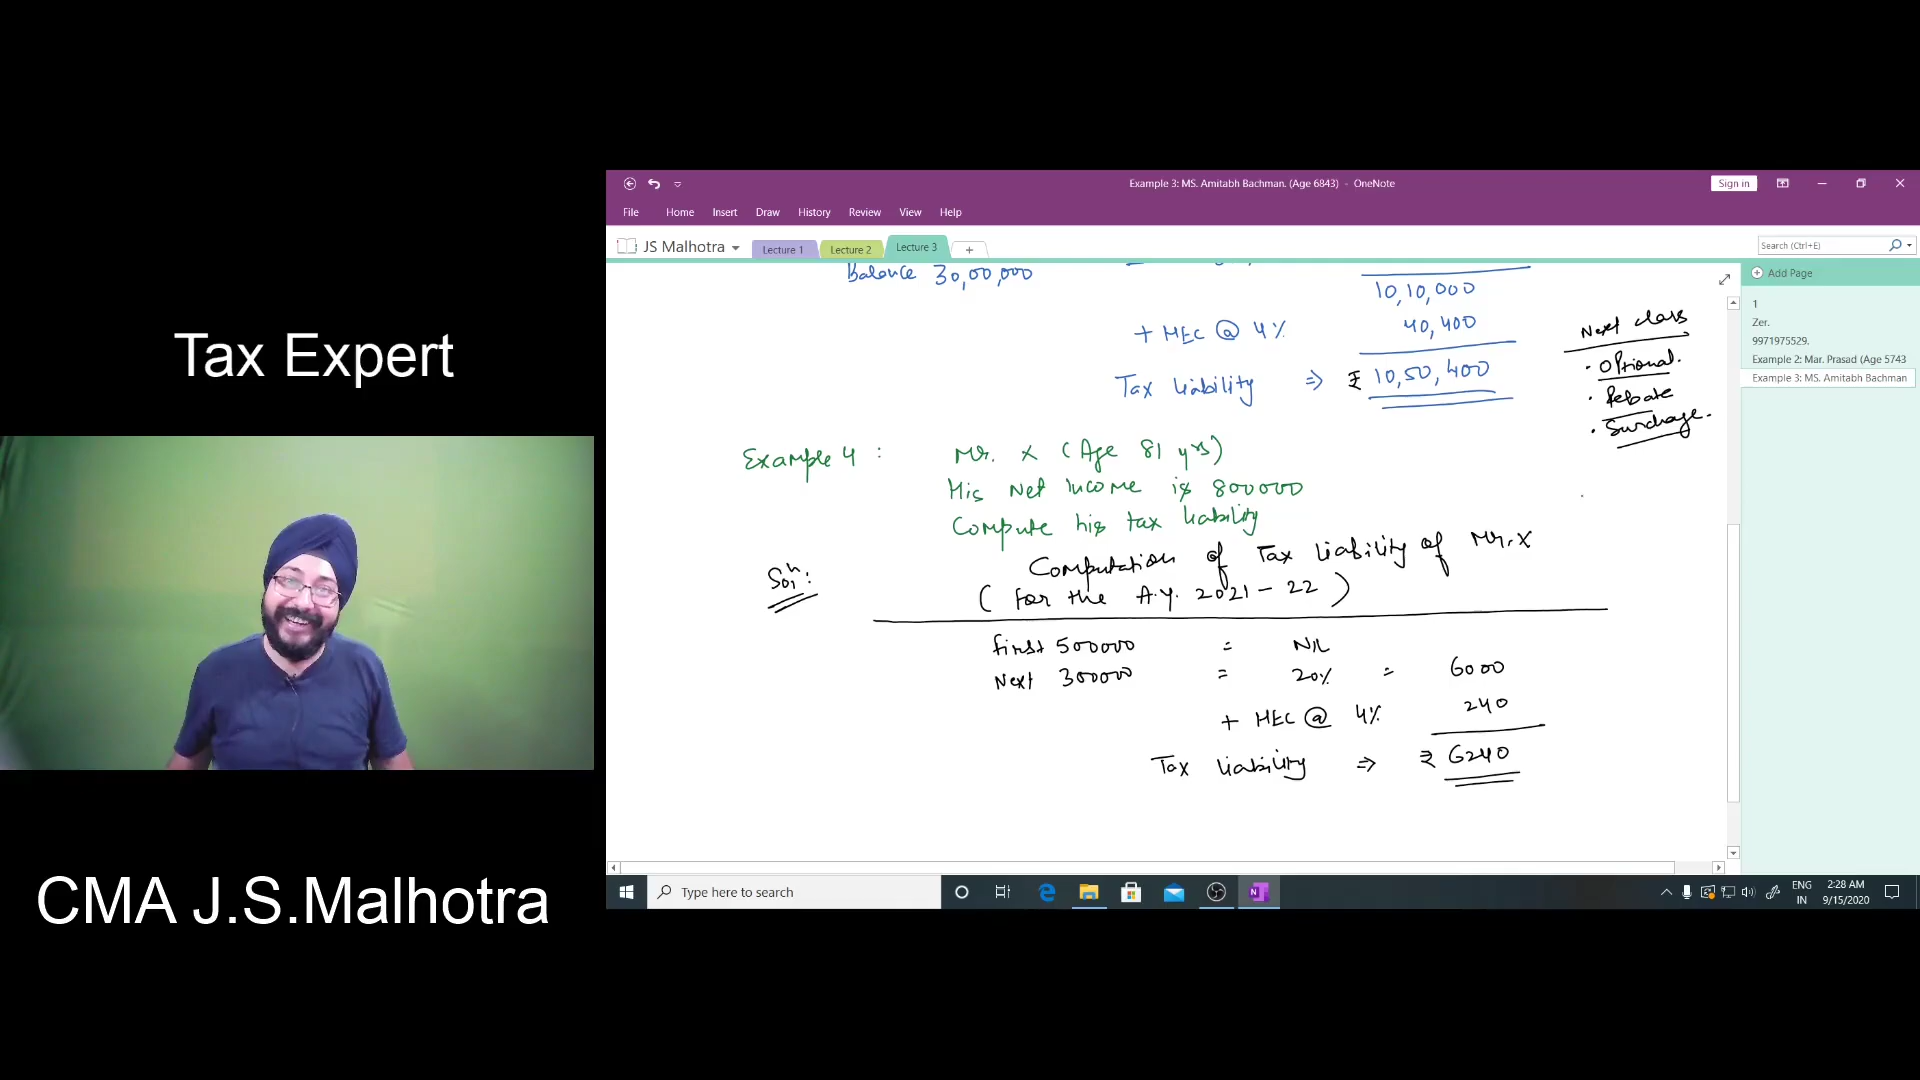 Tax Expert
CMA J.S.Malhotra
Example 3: MS. Amitabh Bachman. (Age 6843) - OneNote
Sign in
File Home Insert Draw History Review View Help
JS Malhotra
Lecture 1 Lecture 2 Lecture 3 +
Search (Ctrl+E)
Add Page
1
Zer.
9971975529.
Example 2: Mar. Prasad (Age 5743
Example 3: MS. Amitabh Bachman
Balance 30,00,000
10,10,000
+ HEC @ 4% 40,400
Tax liability ⇒ ₹ 10,50,400
Next class
• Optional.
• Rebate
• Surcharge.
Example 4 : Mr. X (Age 81 yrs)
His Net Income is 800000
Compute his tax liability
Solⁿ: Computation of Tax liability of Mr. X
(for the A.Y. 2021-22)
first 500000 = NIL
Next 300000 = 20% = 6000
+ HEC @ 4% 240
Tax liability ⇒ ₹ 6240
Type here to search
ENG
IN
2:28 AM
9/15/2020